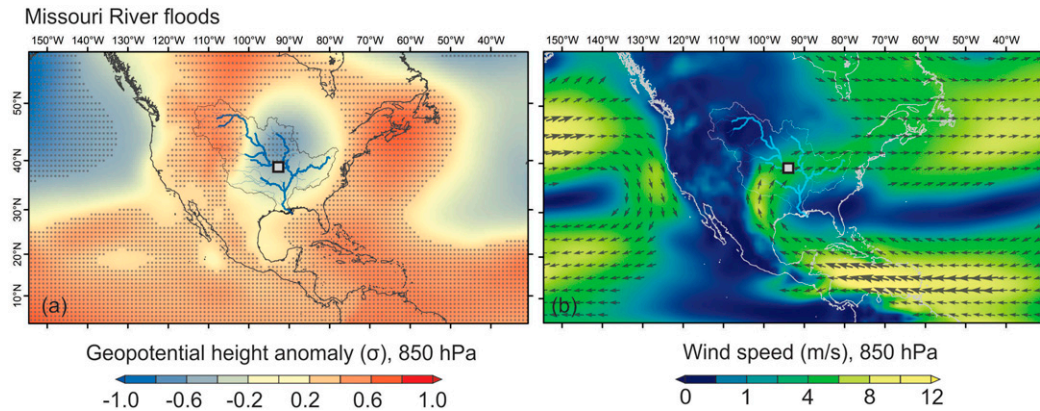 Missouri River floods
150°W 140°W 130°W 120°W 110°W 100°W 90°W 80°W 70°W 60°W 50°W 40°W
150°W 140°W 130°W 120°W 110°W 100°W 90°W 80°W 70°W 60°W 50°W 40°W
50°N
40°N
30°N
20°N
10°N
(a)
(b)
Geopotential height anomaly (σ), 850 hPa
-1.0 -0.6 -0.2 0.2 0.6 1.0
Wind speed (m/s), 850 hPa
0 1 4 8 12